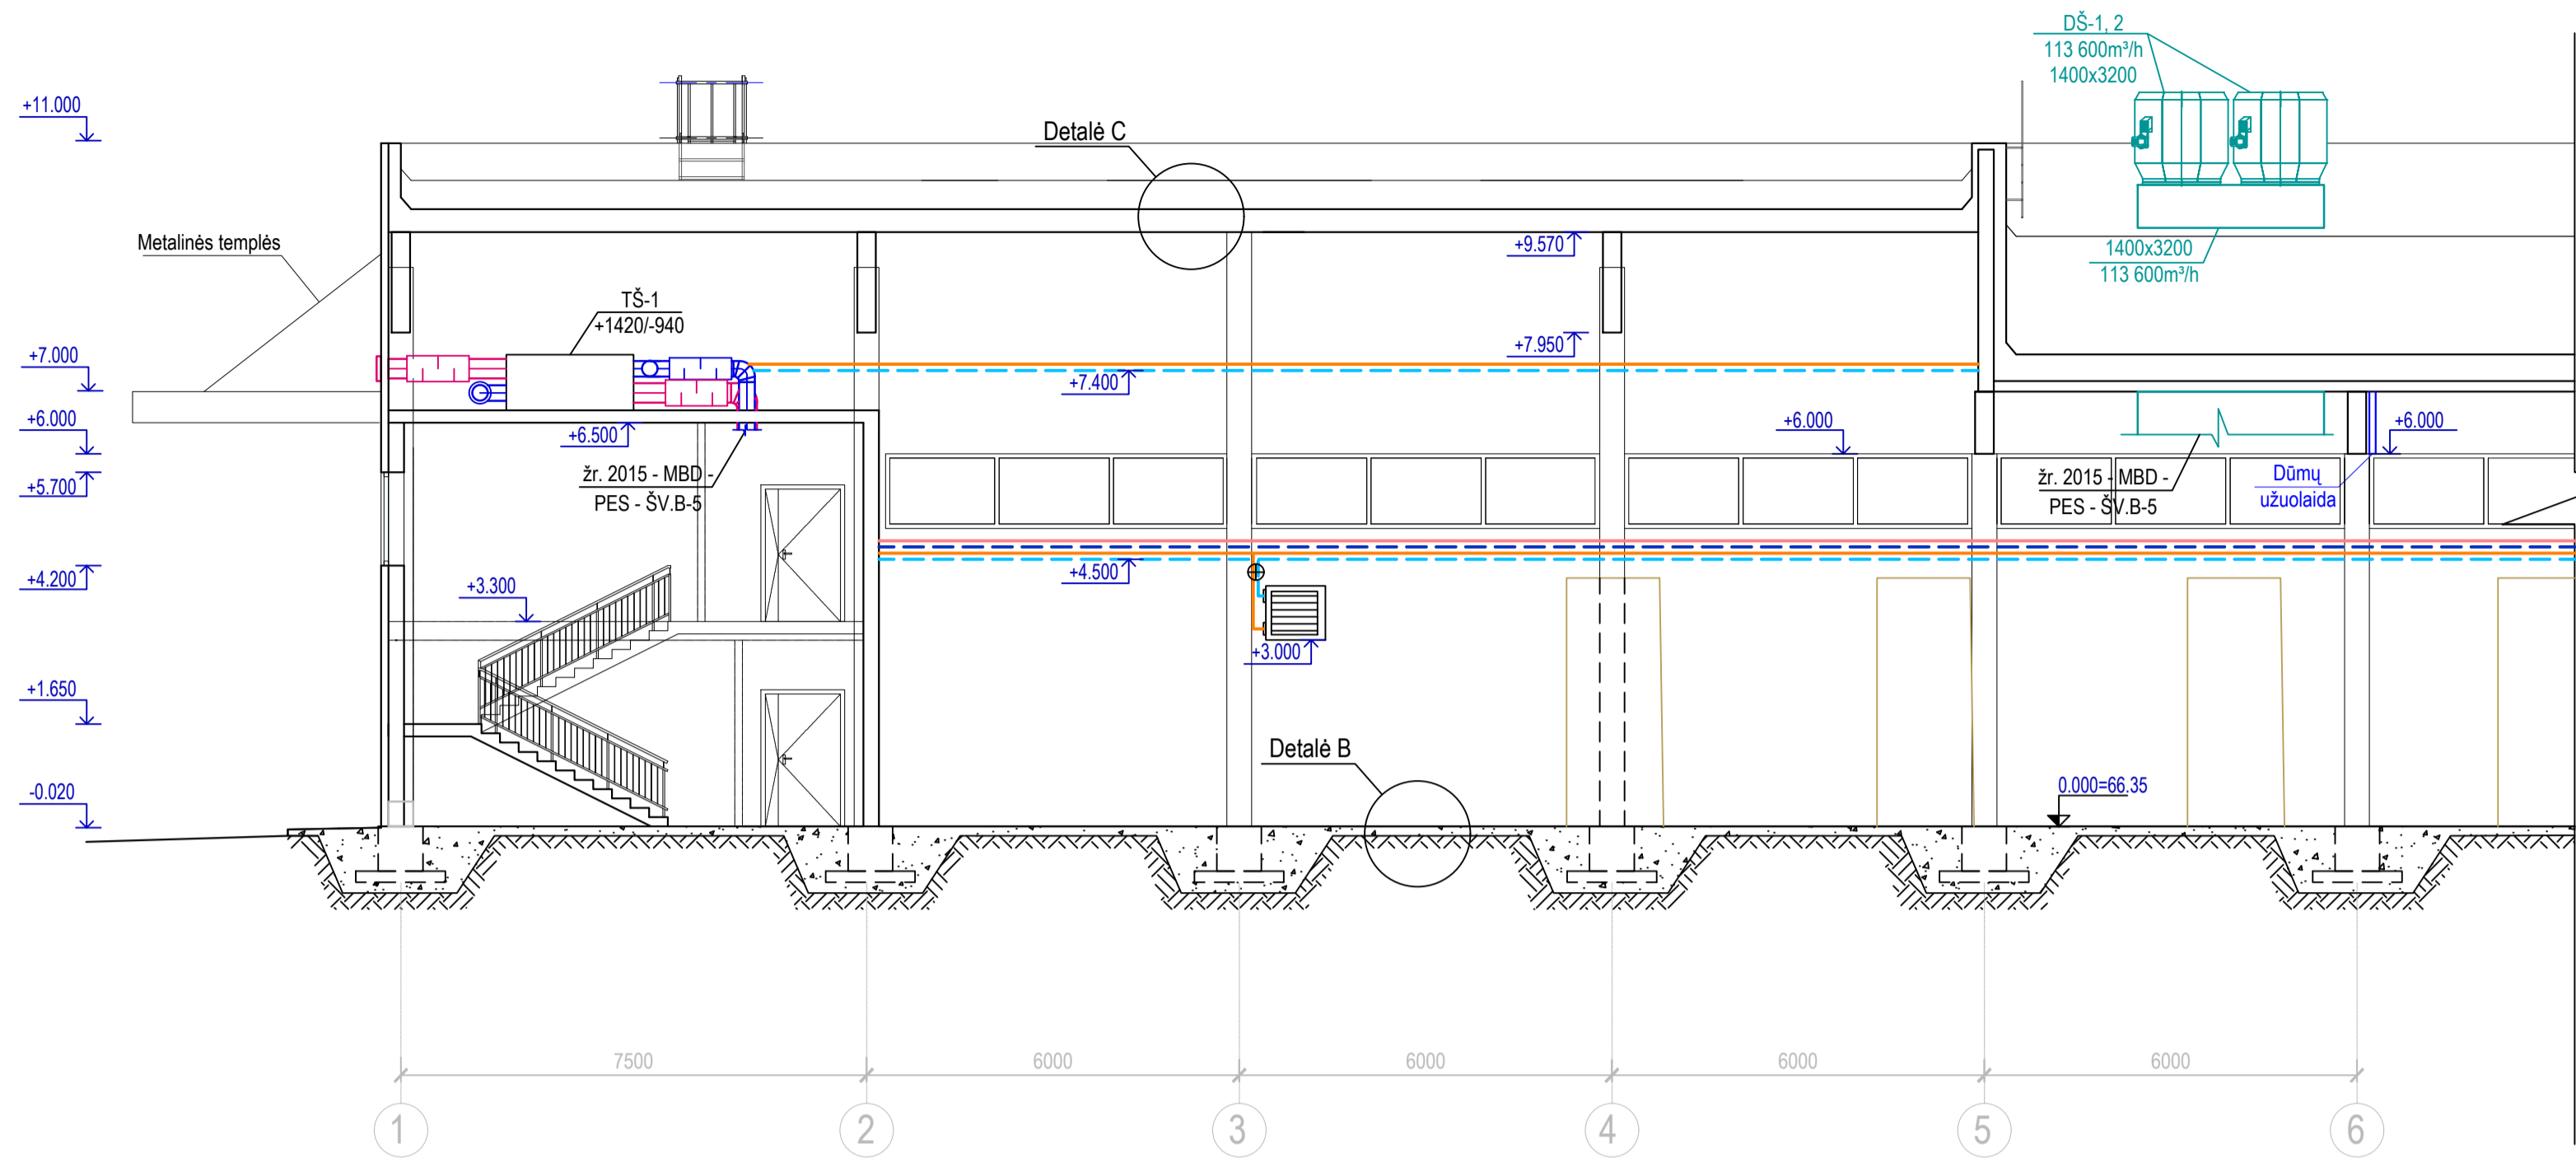 DŠ-1, 2
113 600m³/h
1400x3200
+11.000
Detalė C
Metalinės templės
+9.570
1400x3200
113 600m³/h
TŠ-1
+1420/-940
+7.950
+7.000
+7.400
+6.000
+6.500
+6.000
+6.000
žr. 2015 - MBD -
PES - ŠV.B-5
žr. 2015 - MBD -
PES - ŠV.B-5
Dūmų
užuolaida
+5.700
+4.200
+4.500
+3.300
+3.000
+1.650
Detalė B
-0.020
0.000=66.35
7500
6000
6000
6000
6000
1
2
3
4
5
6